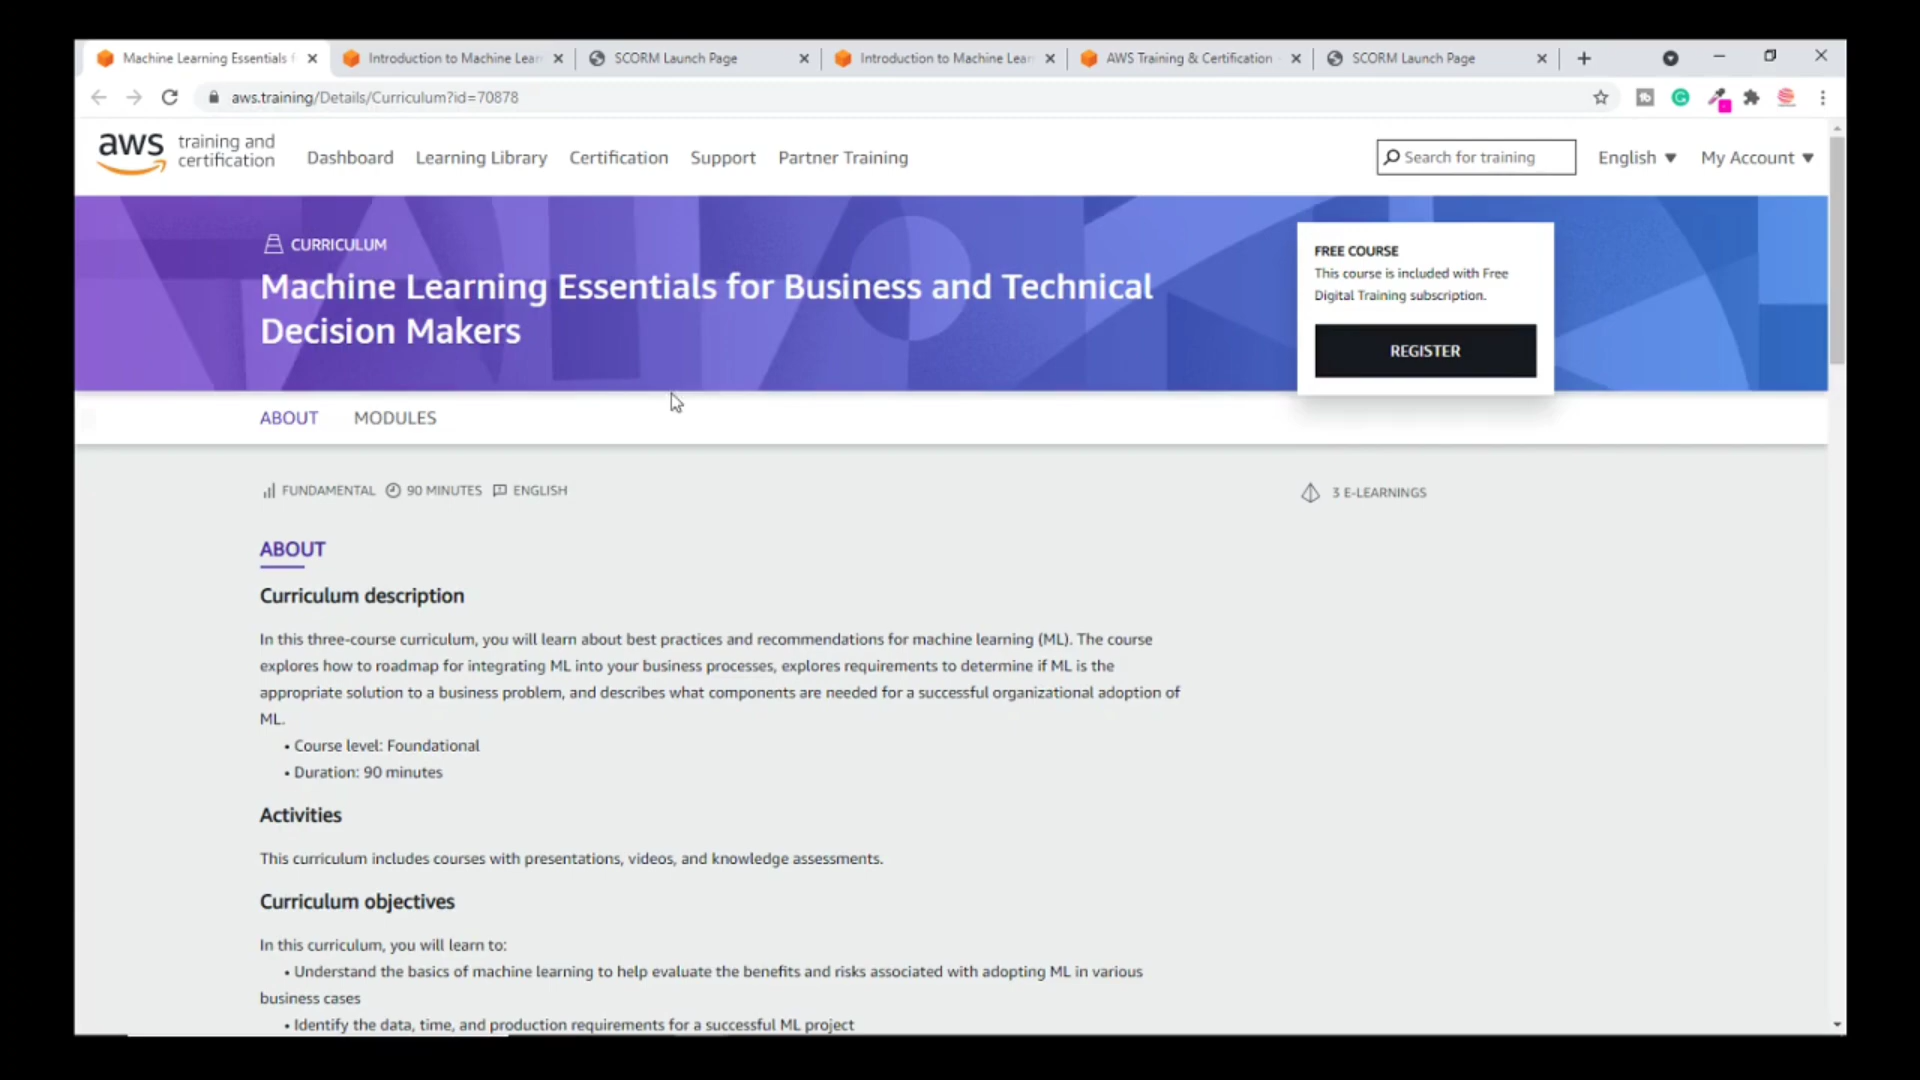 Machine Learning Essentials f
Introduction to Machine Lear
SCORM Launch Page
Introduction to Machine Lear
AWS Training & Certification
SCORM Launch Page
aws.training/Details/Curriculum?id=70878
aws training and
certification
Dashboard
Learning Library
Certification
Support
Partner Training
Search for training
English
My Account
CURRICULUM
Machine Learning Essentials for Business and Technical
Decision Makers
FREE COURSE
This course is included with Free
Digital Training subscription.
REGISTER
ABOUT
MODULES
FUNDAMENTAL
90 MINUTES
ENGLISH
3 E-LEARNINGS
ABOUT
Curriculum description
In this three-course curriculum, you will learn about best practices and recommendations for machine learning (ML). The course
explores how to roadmap for integrating ML into your business processes, explores requirements to determine if ML is the
appropriate solution to a business problem, and describes what components are needed for a successful organizational adoption of
ML.
• Course level: Foundational
• Duration: 90 minutes
Activities
This curriculum includes courses with presentations, videos, and knowledge assessments.
Curriculum objectives
In this curriculum, you will learn to:
• Understand the basics of machine learning to help evaluate the benefits and risks associated with adopting ML in various
business cases
• Identify the data, time, and production requirements for a successful ML project